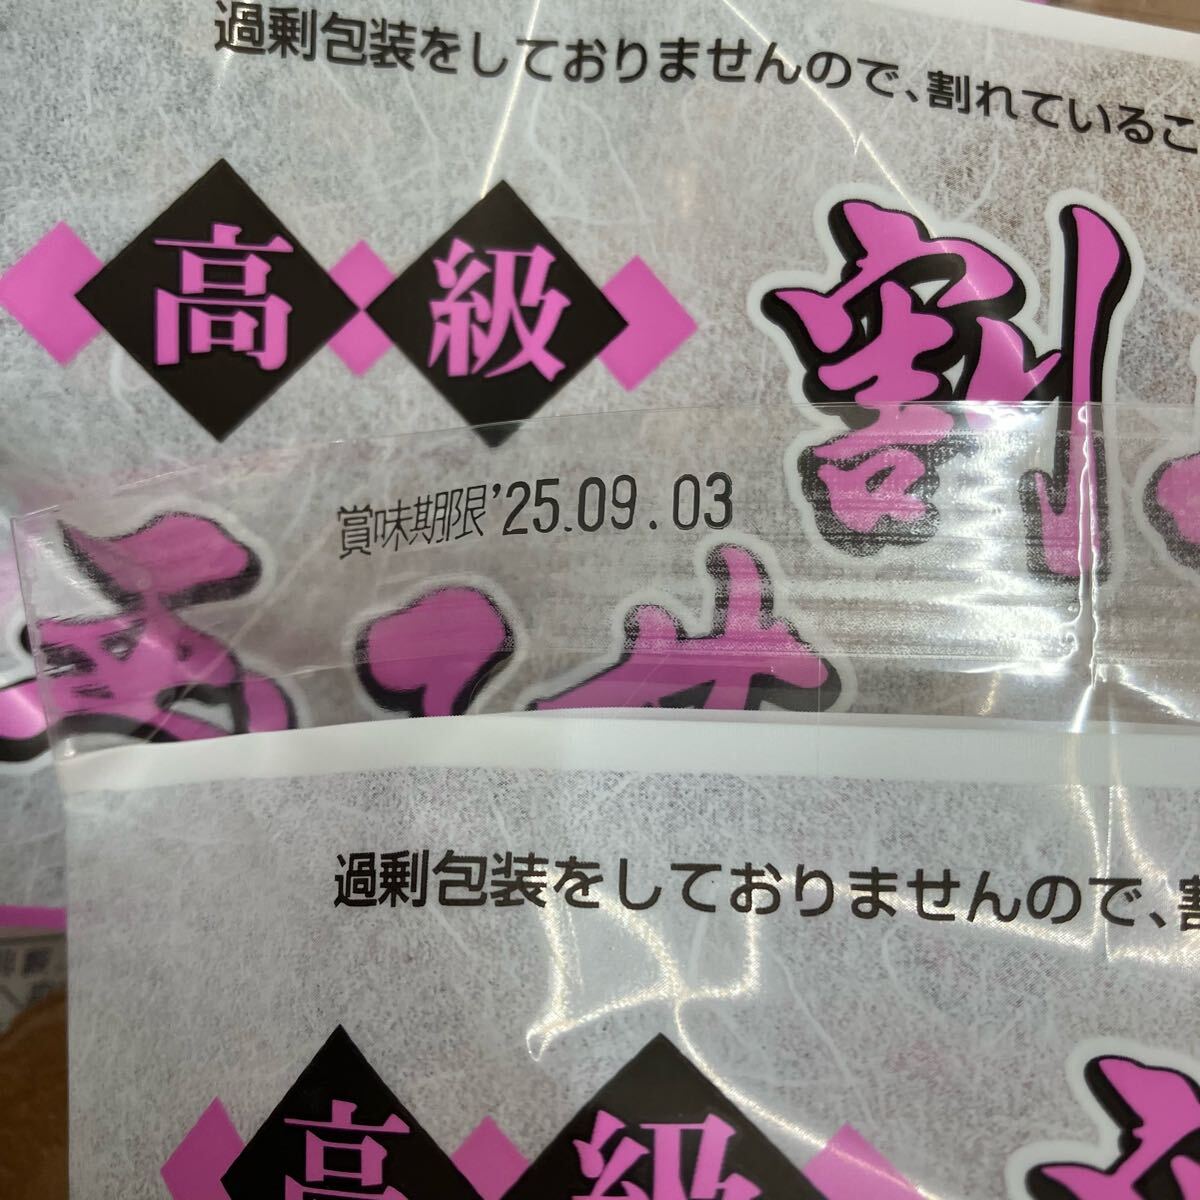 過剰包装をしておりませんので、割れているこ
高級 割
賞味期限'25.09.03
過剰包装をしておりませんので、割
高級